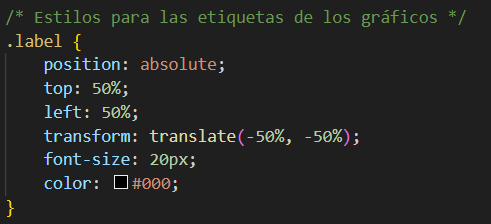 /* Estilos para las etiquetas de los gráficos */
.label {
    position: absolute;
    top: 50%;
    left: 50%;
    transform: translate(-50%, -50%);
    font-size: 20px;
    color: #000;
}